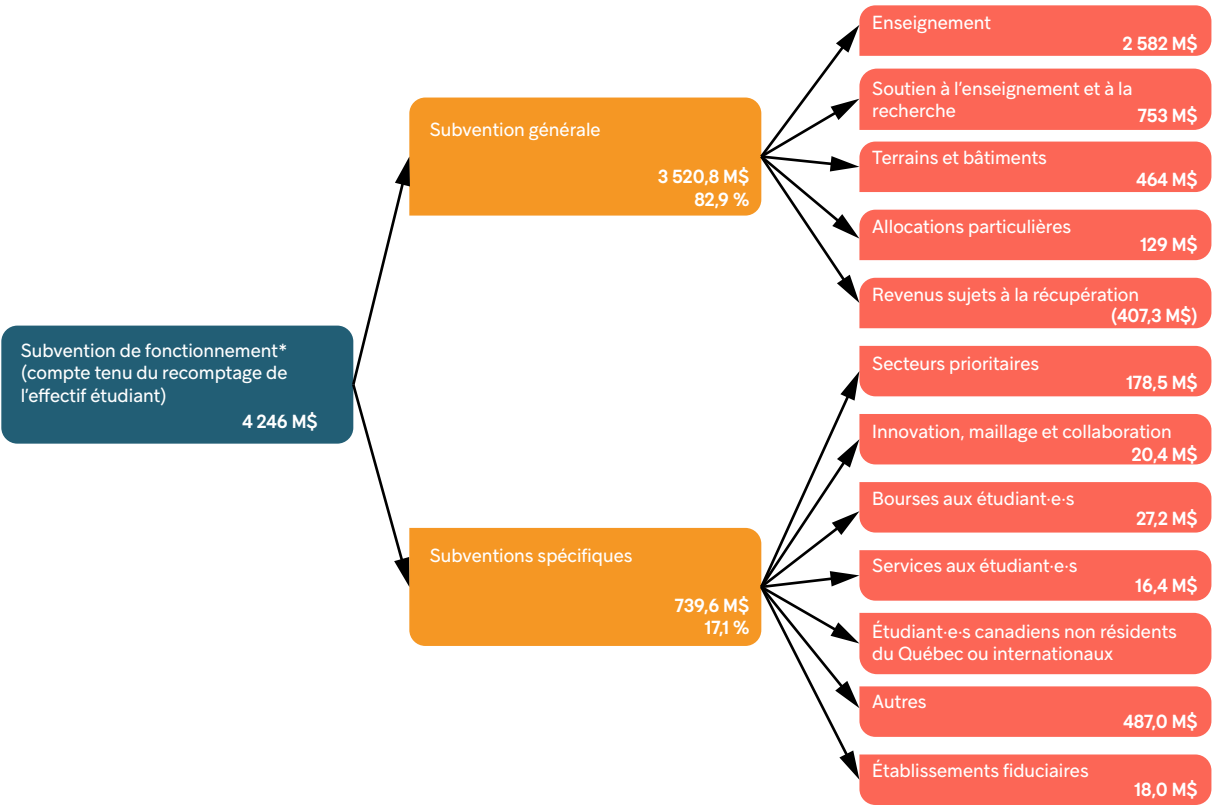 Subvention de fonctionnement*
(compte tenu du recomptage de
l'effectif étudiant)
4 246 M$
Subvention générale
3 520,8 M$
82,9 %
Enseignement
2 582 M$
Soutien à l'enseignement et à la
recherche
753 M$
Terrains et bâtiments
464 M$
Allocations particulières
129 M$
Revenus sujets à la récupération
(407,3 M$)
Subventions spécifiques
739,6 M$
17,1 %
Secteurs prioritaires
178,5 M$
Innovation, maillage et collaboration
20,4 M$
Bourses aux étudiant·e·s
27,2 M$
Services aux étudiant·e·s
16,4 M$
Étudiant·e·s canadiens non résidents
du Québec ou internationaux
Autres
487,0 M$
Établissements fiduciaires
18,0 M$